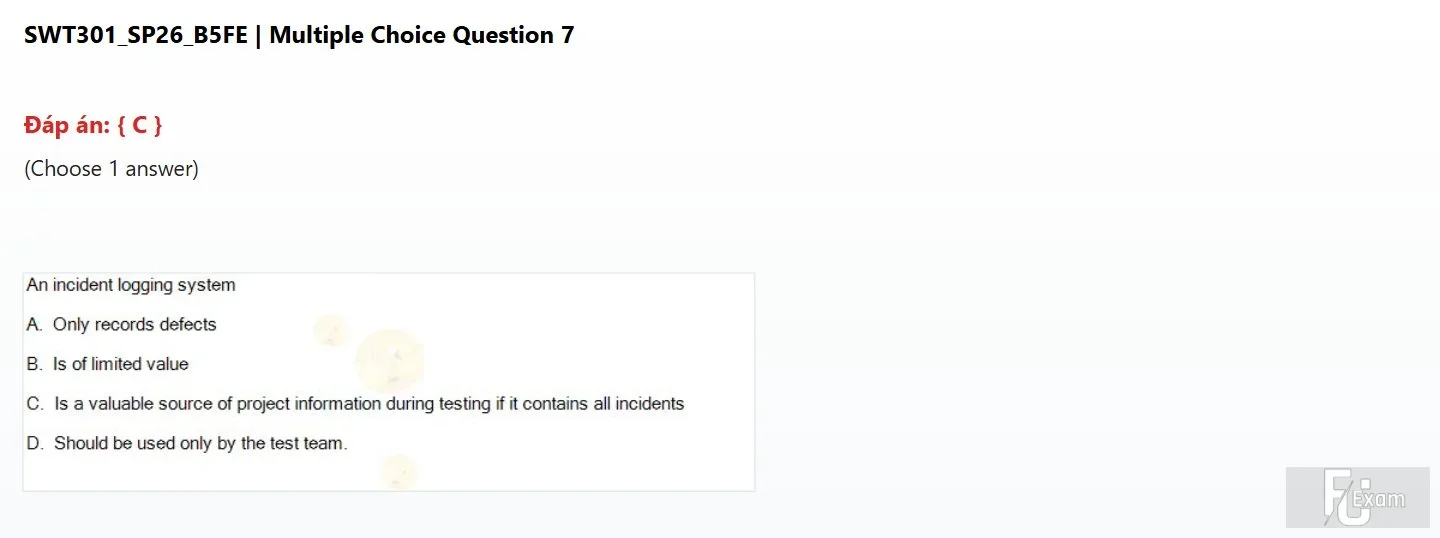 SWT301_SP26_B5FE | Multiple Choice Question 7
Đáp án: { C }
(Choose 1 answer)
An incident logging system
A. Only records defects
B. Is of limited value
C. Is a valuable source of project information during testing if it contains all incidents
D. Should be used only by the test team.
FU Exam